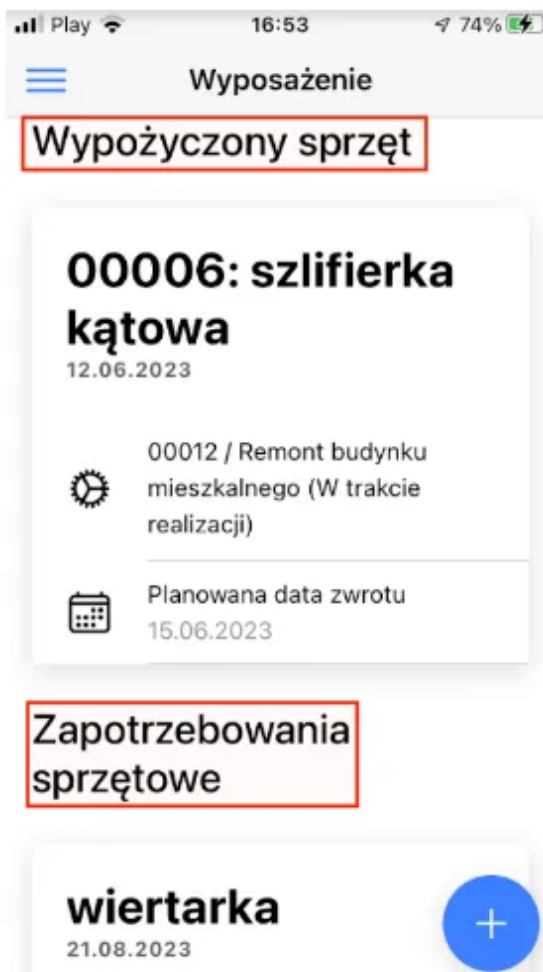 Play 16:53 74%
Wyposażenie
Wypożyczony sprzęt
00006: szlifierka
kątowa
12.06.2023
00012 / Remont budynku
mieszkalnego (W trakcie
realizacji)
Planowana data zwrotu
15.06.2023
Zapotrzebowania
sprzętowe
wiertarka
21.08.2023
+